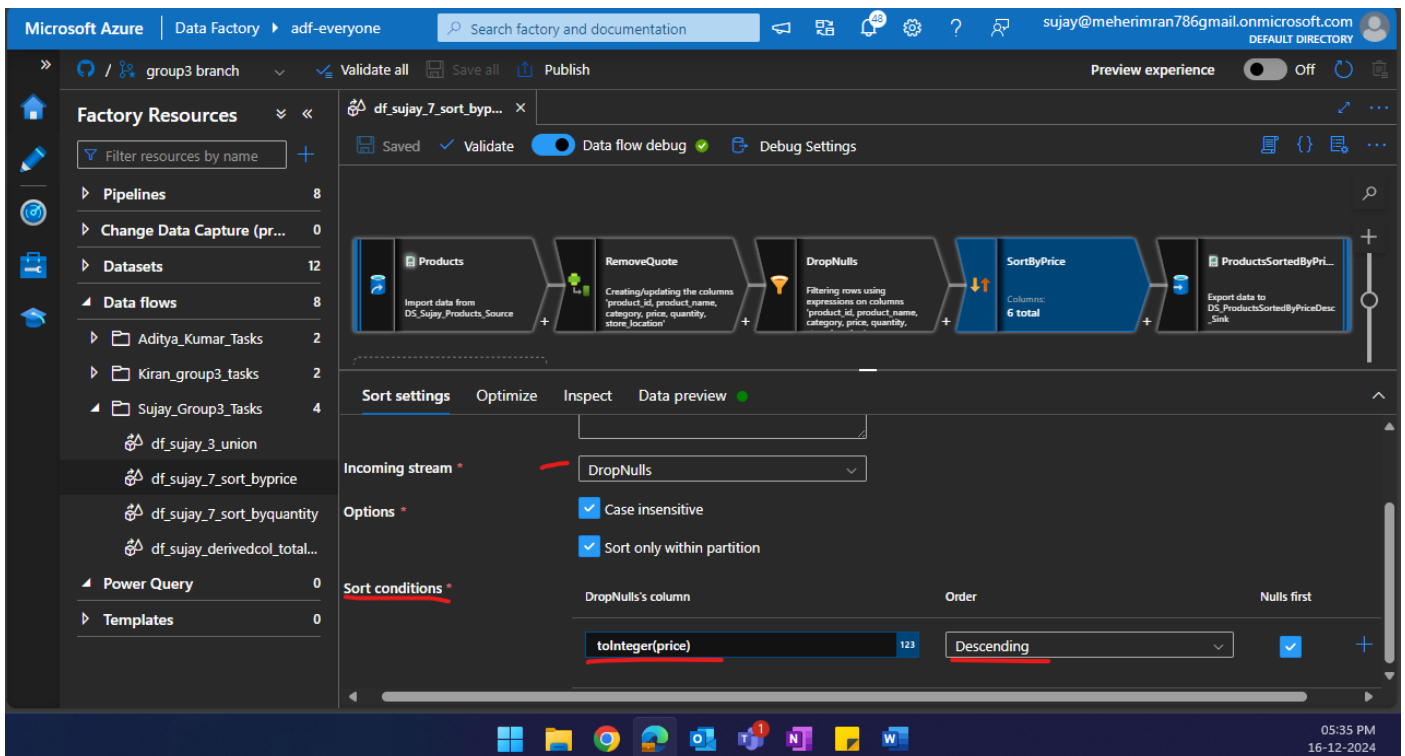 Microsoft Azure
Data Factory
adf-everyone
Search factory and documentation
48
sujay@meherimran786gmail.onmicrosoft.com
DEFAULT DIRECTORY
/
group3 branch
Validate all
Save all
Publish
Preview experience
Off
Factory Resources
Filter resources by name
Pipelines 8
Change Data Capture (pr... 0
Datasets 12
Data flows 8
Aditya_Kumar_Tasks 2
Kiran_group3_tasks 2
Sujay_Group3_Tasks 4
df_sujay_3_union
df_sujay_7_sort_byprice
df_sujay_7_sort_byquantity
df_sujay_derivedcol_total...
Power Query 0
Templates 0
df_sujay_7_sort_byp...
Saved
Validate
Data flow debug
Debug Settings
Products
Import data from
DS_Sujay_Products_Source
RemoveQuote
Creating/updating the columns
'product_id, product_name,
category, price, quantity,
store_location'
DropNulls
Filtering rows using
expressions on columns
'product_id, product_name,
category, price, quantity,
SortByPrice
Columns:
6 total
ProductsSortedByPri...
Export data to
DS_ProductsSortedByPriceDesc
_Sink
Sort settings
Optimize
Inspect
Data preview
Incoming stream *
DropNulls
Options *
Case insensitive
Sort only within partition
Sort conditions *
DropNulls's column
Order
Nulls first
toInteger(price)
123
Descending
1
05:35 PM
16-12-2024